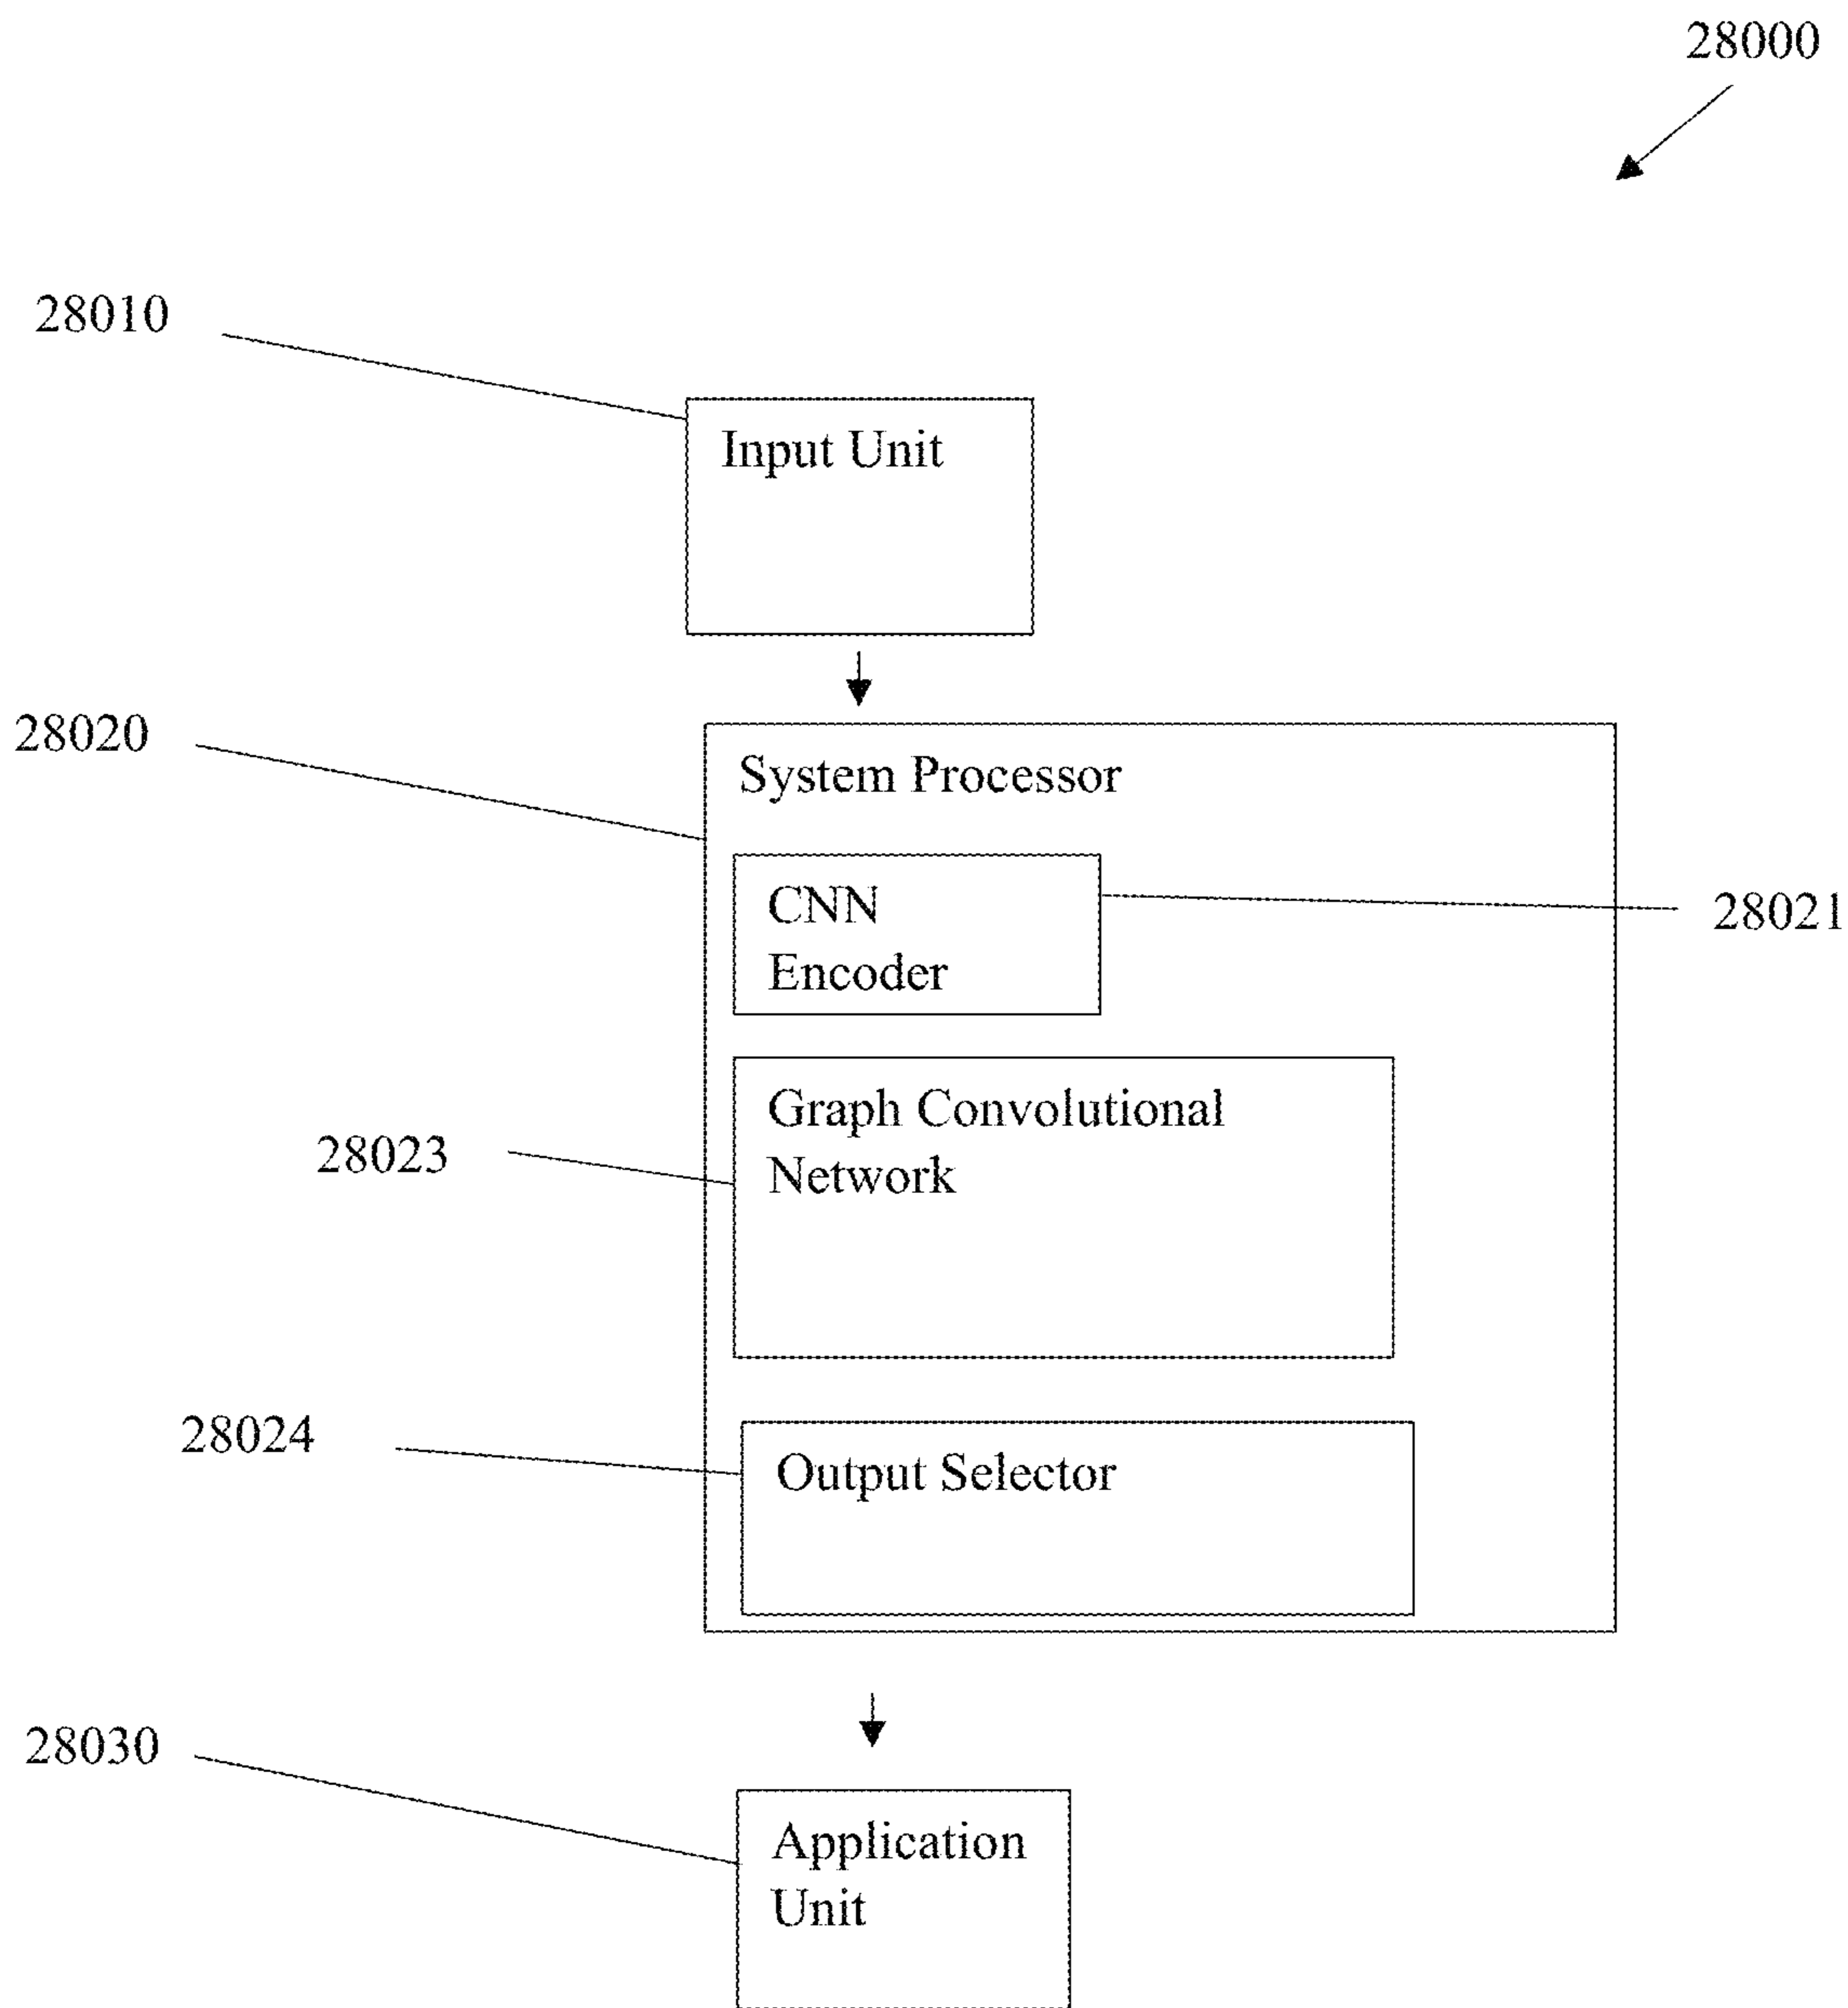 28000
28010
Input Unit
28020
System Processor
CNN
Encoder
28021
Graph Convolutional
Network
28023
28024
Output Selector
28030
Application
Unit